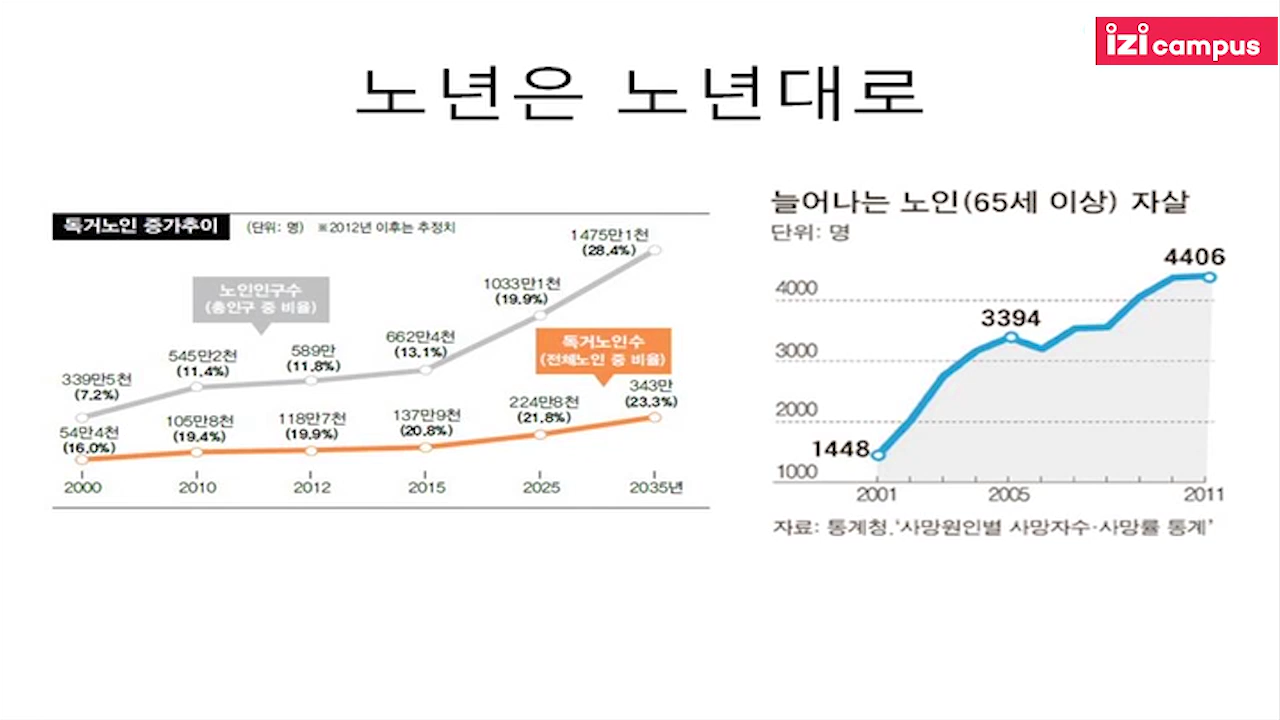 izi campus
노년은 노년대로
독거노인 증가추이 (단위: 명) ※2012년 이후는 추정치
노인인구수
(총인구 중 비율)
339만5천
(7.2%)
545만2천
(11.4%)
589만
(11.8%)
662만4천
(13.1%)
1033만1천
(19.9%)
1475만1천
(28.4%)
독거노인수
(전체노인 중 비율)
54만4천
(16.0%)
105만8천
(19.4%)
118만7천
(19.9%)
137만9천
(20.8%)
224만8천
(21.8%)
343만
(23.3%)
2000 2010 2012 2015 2025 2035년
늘어나는 노인(65세 이상) 자살
단위: 명
4406
4000
3394
3000
2000
1448
1000
2001 2005 2011
자료: 통계청.‘사망원인별 사망자수·사망률 통계’